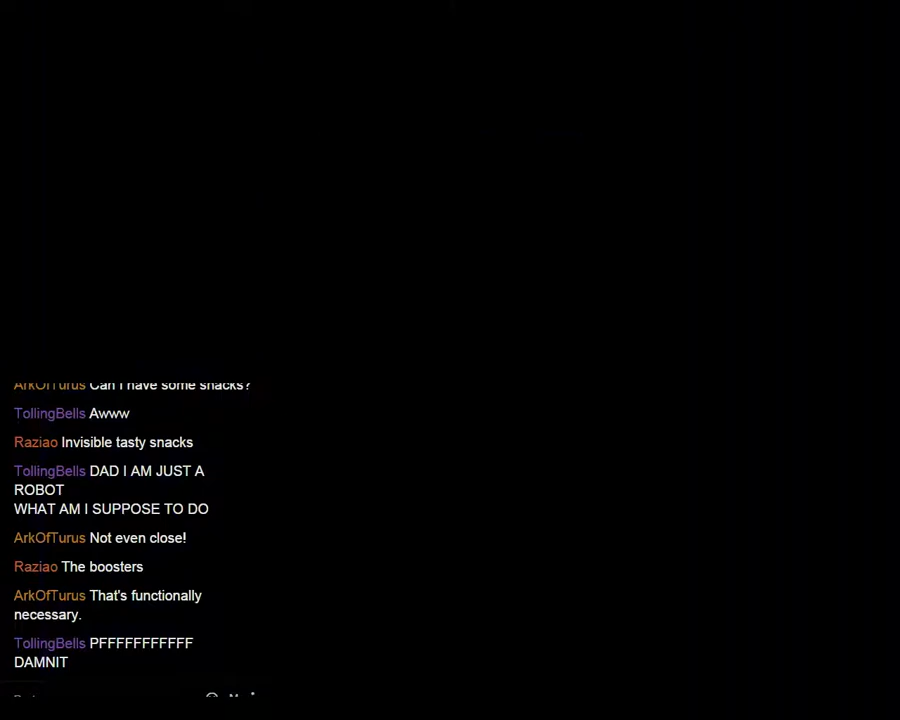 ArkOfTurus Can I have some snacks?
TollingBells Awww
Raziao Invisible tasty snacks
TollingBells DAD I AM JUST A
ROBOT
WHAT AM I SUPPOSE TO DO
ArkOfTurus Not even close!
Raziao The boosters
ArkOfTurus That's functionally
necessary.
TollingBells PFFFFFFFFFFF
DAMNIT